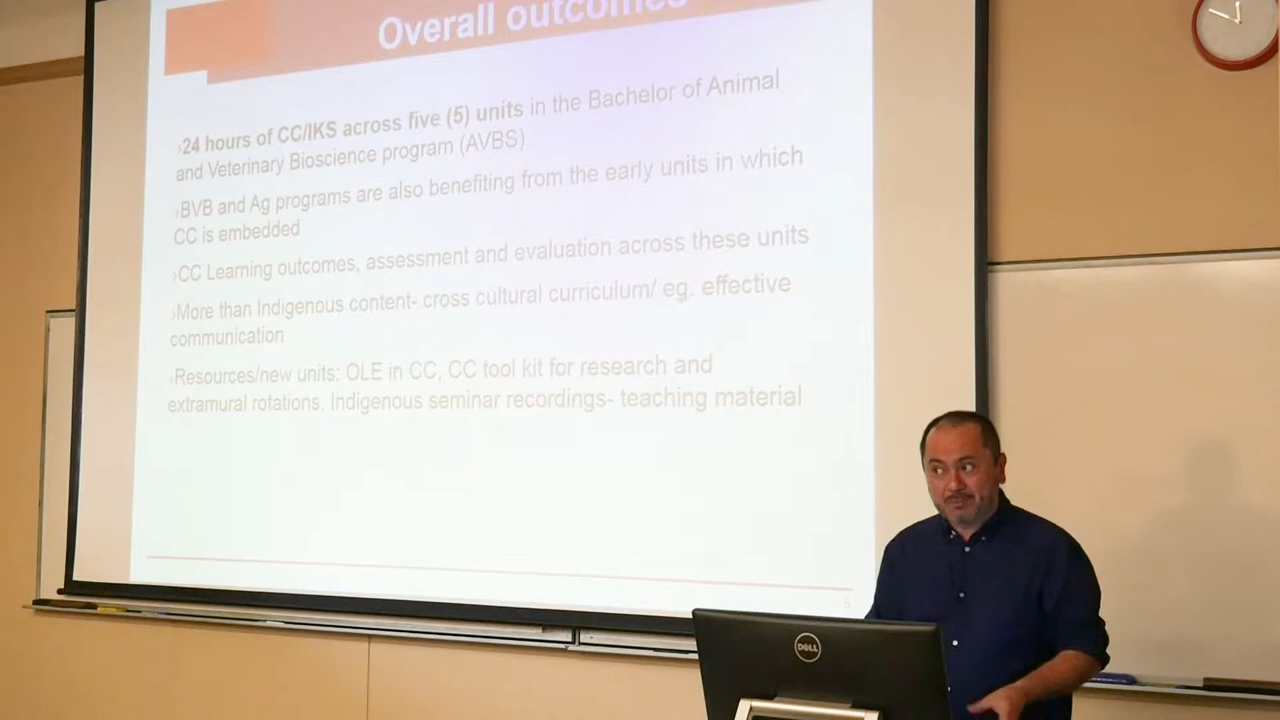 Overall outcomes
›24 hours of CC/IKS across five (5) units in the Bachelor of Animal
and Veterinary Bioscience program (AVBS)
›BVB and Ag programs are also benefiting from the early units in which
CC is embedded
›CC Learning outcomes, assessment and evaluation across these units
›More than Indigenous content- cross cultural curriculum/ eg. effective
communication
›Resources/new units: OLE in CC, CC tool kit for research and
extramural rotations, Indigenous seminar recordings- teaching material
DELL